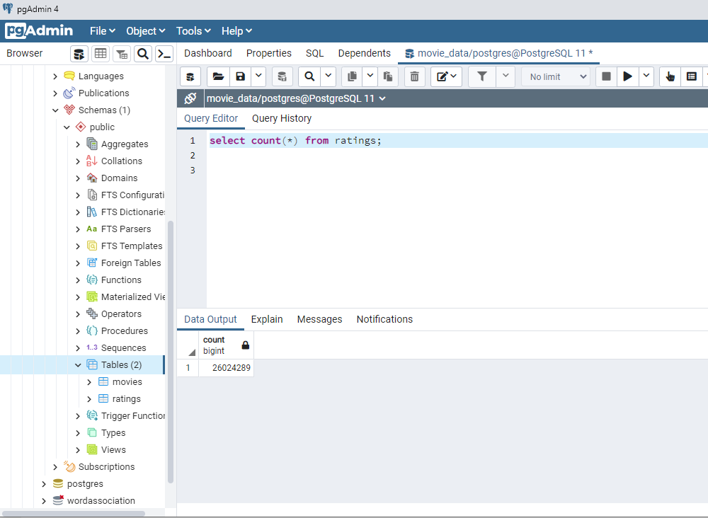 pgAdmin 4
pgAdmin File Object Tools Help
Browser Dashboard Properties SQL Dependents movie_data/postgres@PostgreSQL 11 *
No limit
movie_data/postgres@PostgreSQL 11
Query Editor Query History
1 select count(*) from ratings;
2
3
Languages
Publications
Schemas (1)
public
Aggregates
Collations
Domains
FTS Configurati
FTS Dictionarie
FTS Parsers
FTS Templates
Foreign Tables
Functions
Materialized Vie
Operators
Procedures
1..3 Sequences
Tables (2)
movies
ratings
Trigger Function
Types
Views
Subscriptions
postgres
wordassociation
Data Output Explain Messages Notifications
count
bigint
1 26024289